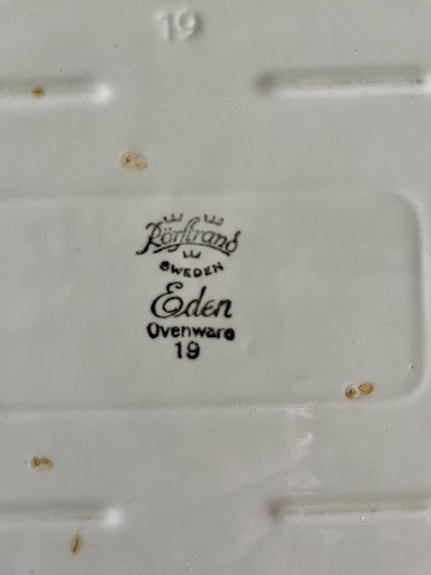 19
Rörstrand
SWEDEN
Eden
Ovenware
19